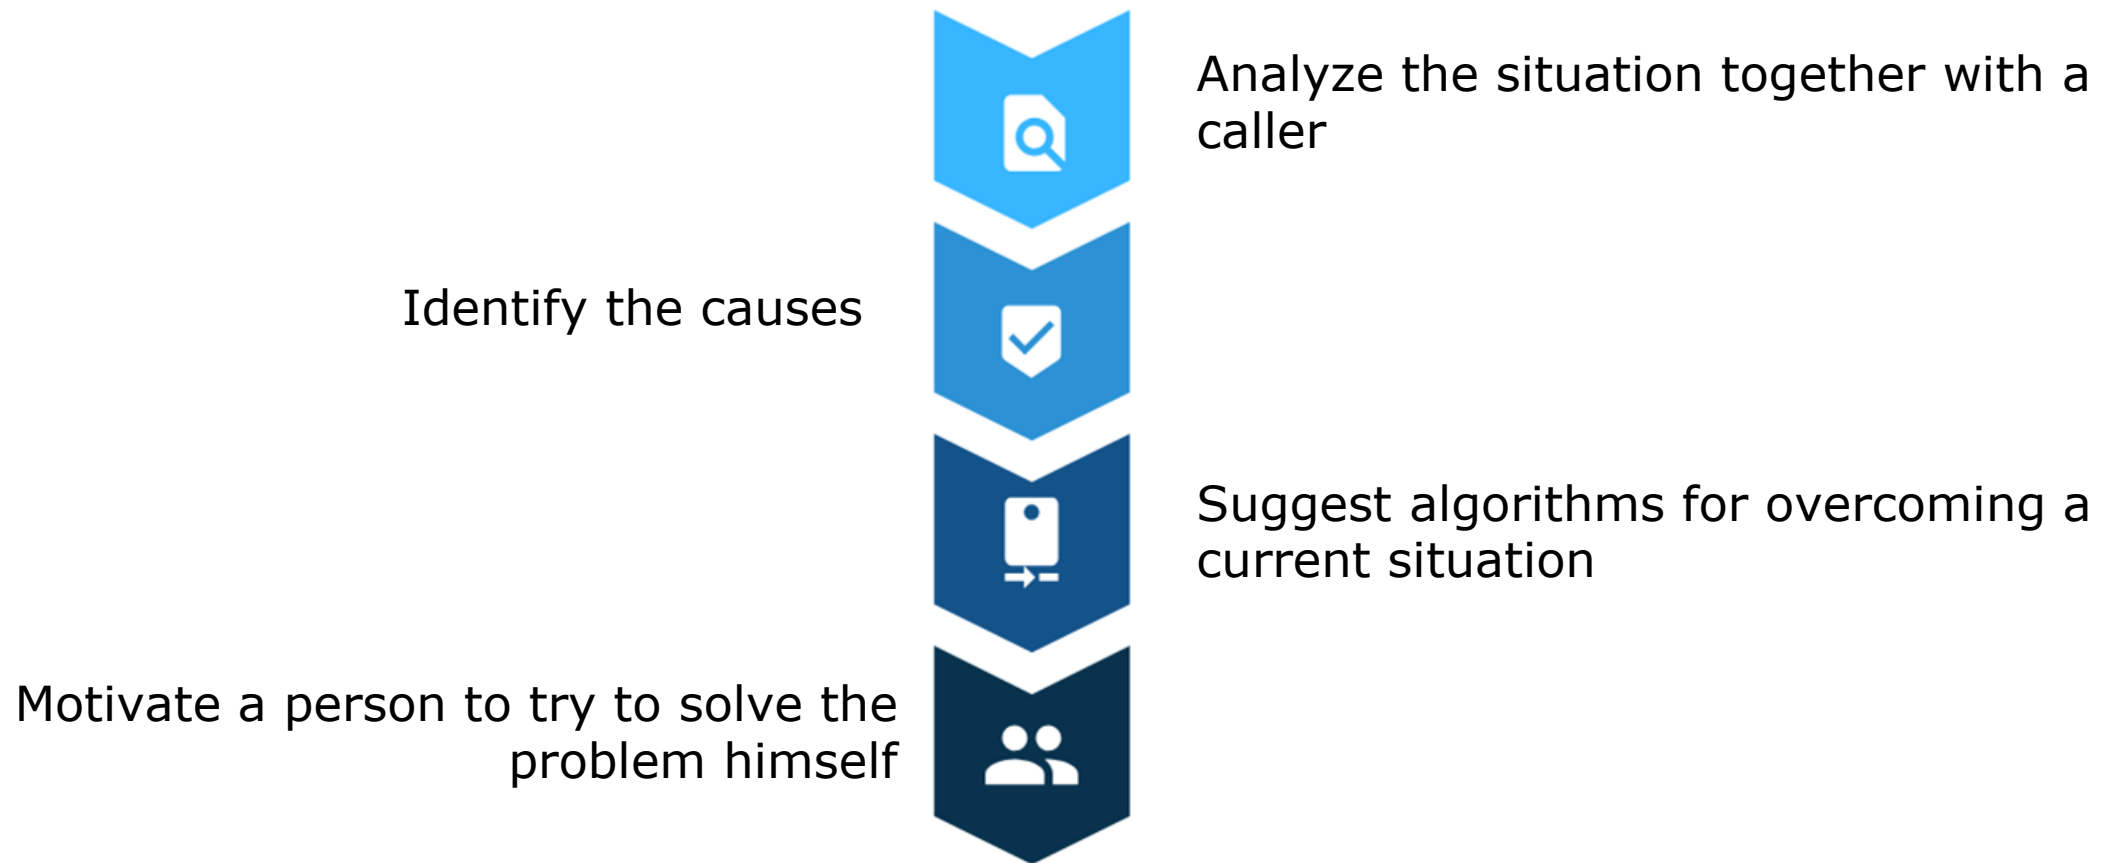 Analyze the situation together with a
caller
Identify the causes
Suggest algorithms for overcoming a
current situation
Motivate a person to try to solve the
problem himself